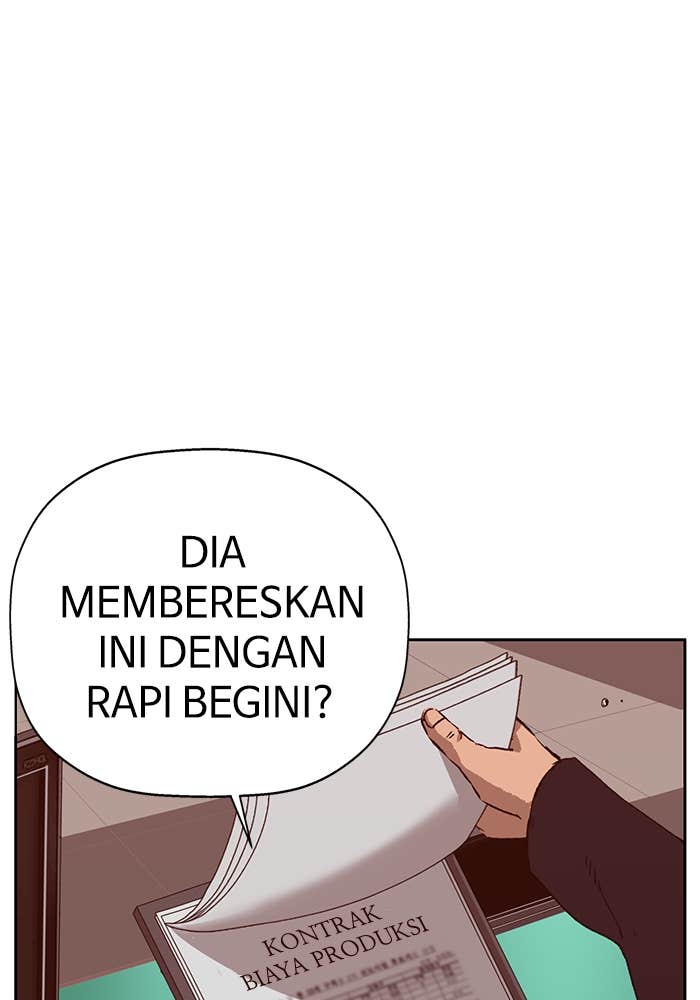 DIA
MEMBERESKAN
INI DENGAN
RAPI BEGINI?
KONTRAK
BIAYA PRODUKSI